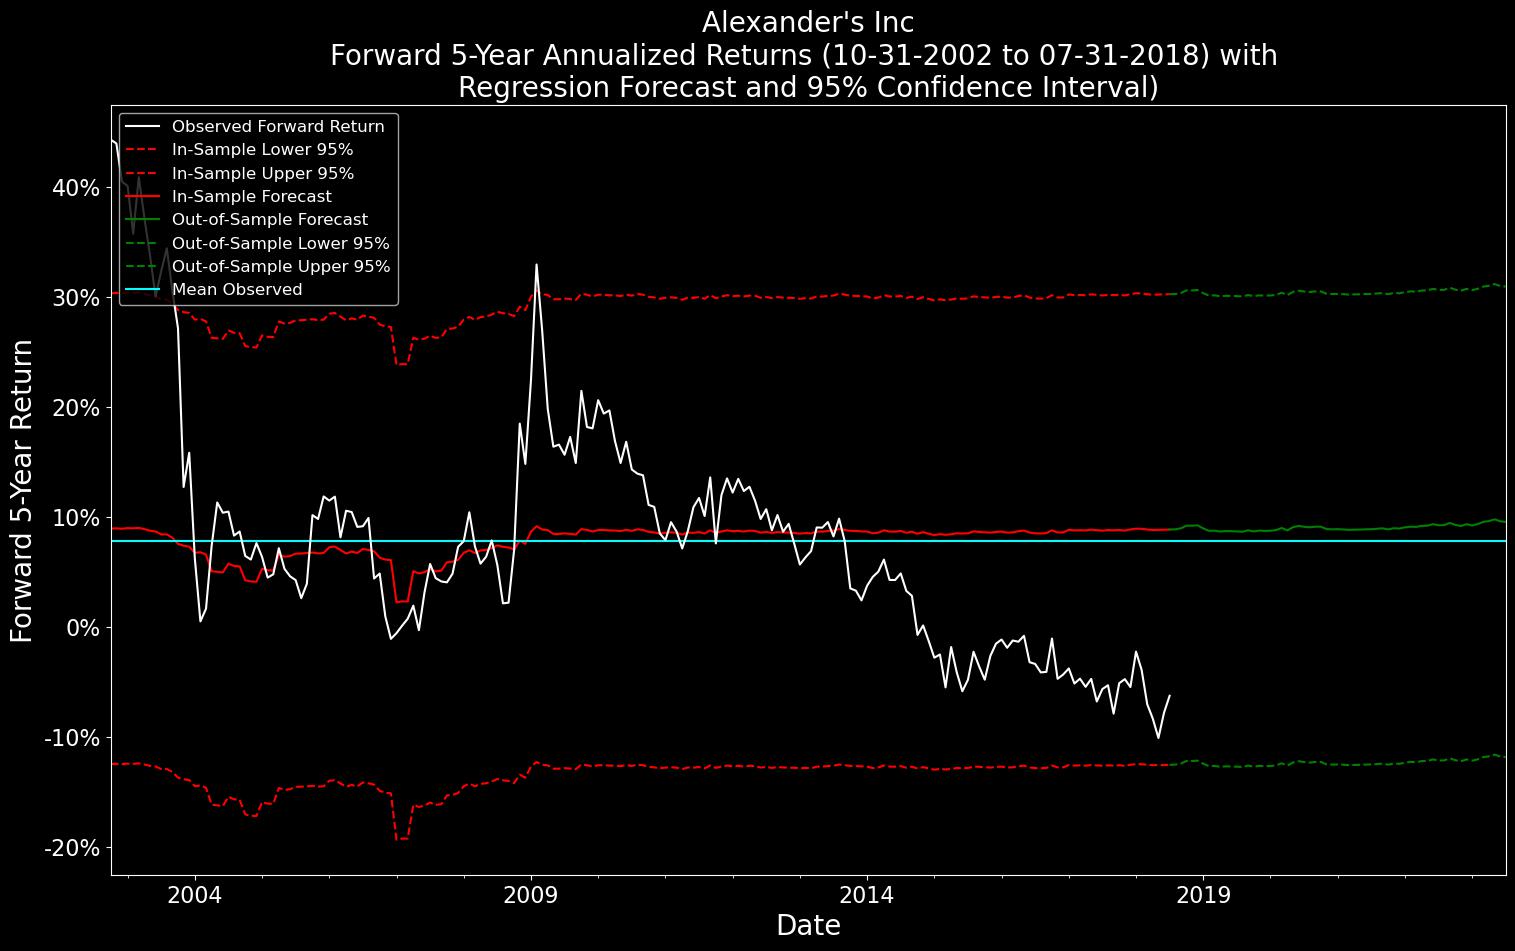 Alexander's Inc
Forward 5-Year Annualized Returns (10-31-2002 to 07-31-2018) with
Regression Forecast and 95% Confidence Interval)
Observed Forward Return
In-Sample Lower 95%
In-Sample Upper 95%
In-Sample Forecast
Out-of-Sample Forecast
Out-of-Sample Lower 95%
Out-of-Sample Upper 95%
Mean Observed
Forward 5-Year Return
40%
30%
20%
10%
0%
-10%
-20%
2004
2009
2014
2019
Date